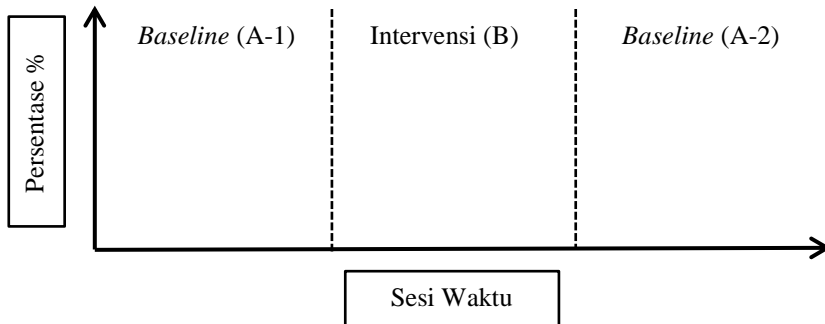 Baseline (A-1)
Intervensi (B)
Baseline (A-2)
Persentase %
Sesi Waktu